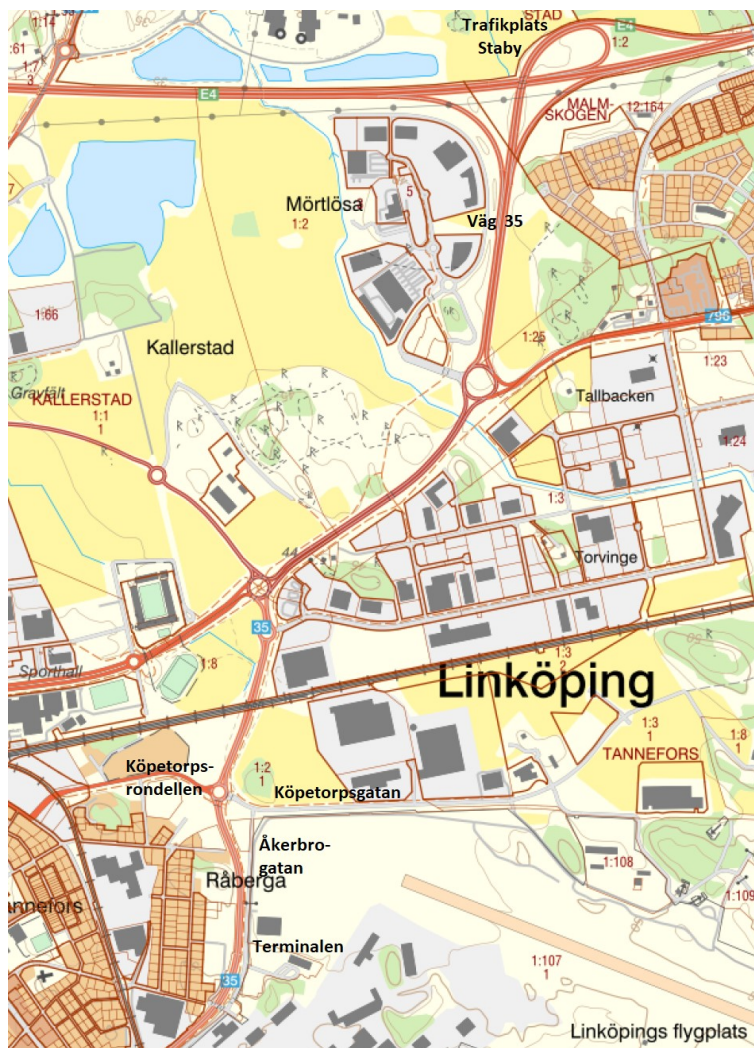 1:14
1:61
1:7
3
Trafikplats
STAD
Staby
E4
1:2
E4
MALM-
SKOGEN
12:164
Mörtlösa
5
1:2
Väg 35
7
1:66
796
1:25
Kallerstad
1:23
Gravfält
KALLERSTAD
1:1
1
Tallbacken
1:24
1:3
44
Torvinge
35
Sporthall
1:8
1:3
2
Linköping
1:3
1
1:8
1
TANNEFORS
Köpetorps-
rondellen
1:2
1
Köpetorpsgatan
Åkerbro-
gatan
1:108
Råberga
1:109
nnefors
Terminalen
1:107
1
35
Linköpings flygplats